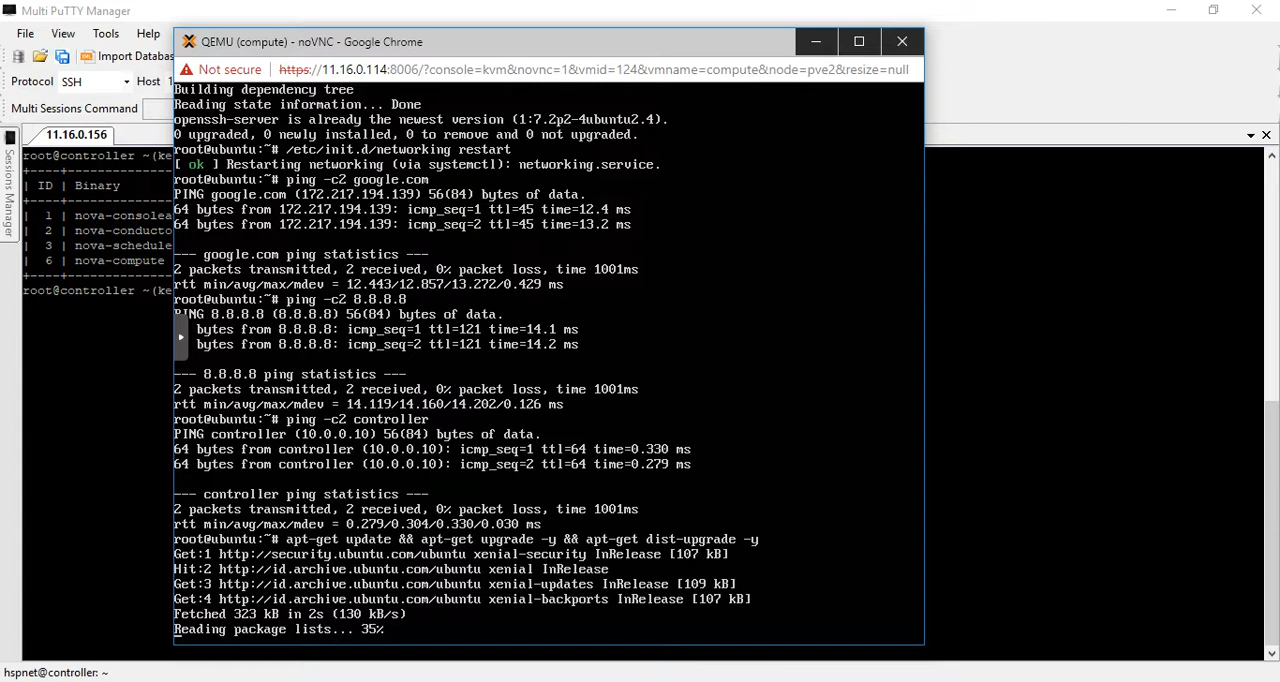 Multi PuTTY Manager
File View Tools Help
Import Databas
Protocol SSH Host 1
Multi Sessions Command
11.16.0.156
Sessions Manager
root@controller ~(ke
| ID | Binary
| 1 | nova-consolea
| 2 | nova-conducto
| 3 | nova-schedule
| 6 | nova-compute
root@controller ~(ke
QEMU (compute) - noVNC - Google Chrome
Not secure | https://11.16.0.114:8006/?console=kvm&novnc=1&vmid=124&vmname=compute&node=pve2&resize=null
Building dependency tree
Reading state information... Done
openssh-server is already the newest version (1:7.2p2-4ubuntu2.4).
0 upgraded, 0 newly installed, 0 to remove and 0 not upgraded.
root@ubuntu:~# /etc/init.d/networking restart
[ ok ] Restarting networking (via systemctl): networking.service.
root@ubuntu:~# ping -c2 google.com
PING google.com (172.217.194.139) 56(84) bytes of data.
64 bytes from 172.217.194.139: icmp_seq=1 ttl=45 time=12.4 ms
64 bytes from 172.217.194.139: icmp_seq=2 ttl=45 time=13.2 ms
--- google.com ping statistics ---
2 packets transmitted, 2 received, 0% packet loss, time 1001ms
rtt min/avg/max/mdev = 12.443/12.857/13.272/0.429 ms
root@ubuntu:~# ping -c2 8.8.8.8
PING 8.8.8.8 (8.8.8.8) 56(84) bytes of data.
bytes from 8.8.8.8: icmp_seq=1 ttl=121 time=14.1 ms
bytes from 8.8.8.8: icmp_seq=2 ttl=121 time=14.2 ms
--- 8.8.8.8 ping statistics ---
2 packets transmitted, 2 received, 0% packet loss, time 1001ms
rtt min/avg/max/mdev = 14.119/14.160/14.202/0.126 ms
root@ubuntu:~# ping -c2 controller
PING controller (10.0.0.10) 56(84) bytes of data.
64 bytes from controller (10.0.0.10): icmp_seq=1 ttl=64 time=0.330 ms
64 bytes from controller (10.0.0.10): icmp_seq=2 ttl=64 time=0.279 ms
--- controller ping statistics ---
2 packets transmitted, 2 received, 0% packet loss, time 1001ms
rtt min/avg/max/mdev = 0.279/0.304/0.330/0.030 ms
root@ubuntu:~# apt-get update && apt-get upgrade -y && apt-get dist-upgrade -y
Get:1 http://security.ubuntu.com/ubuntu xenial-security InRelease [107 kB]
Hit:2 http://id.archive.ubuntu.com/ubuntu xenial InRelease
Get:3 http://id.archive.ubuntu.com/ubuntu xenial-updates InRelease [109 kB]
Get:4 http://id.archive.ubuntu.com/ubuntu xenial-backports InRelease [107 kB]
Fetched 323 kB in 2s (130 kB/s)
Reading package lists... 35%
hspnet@controller: ~